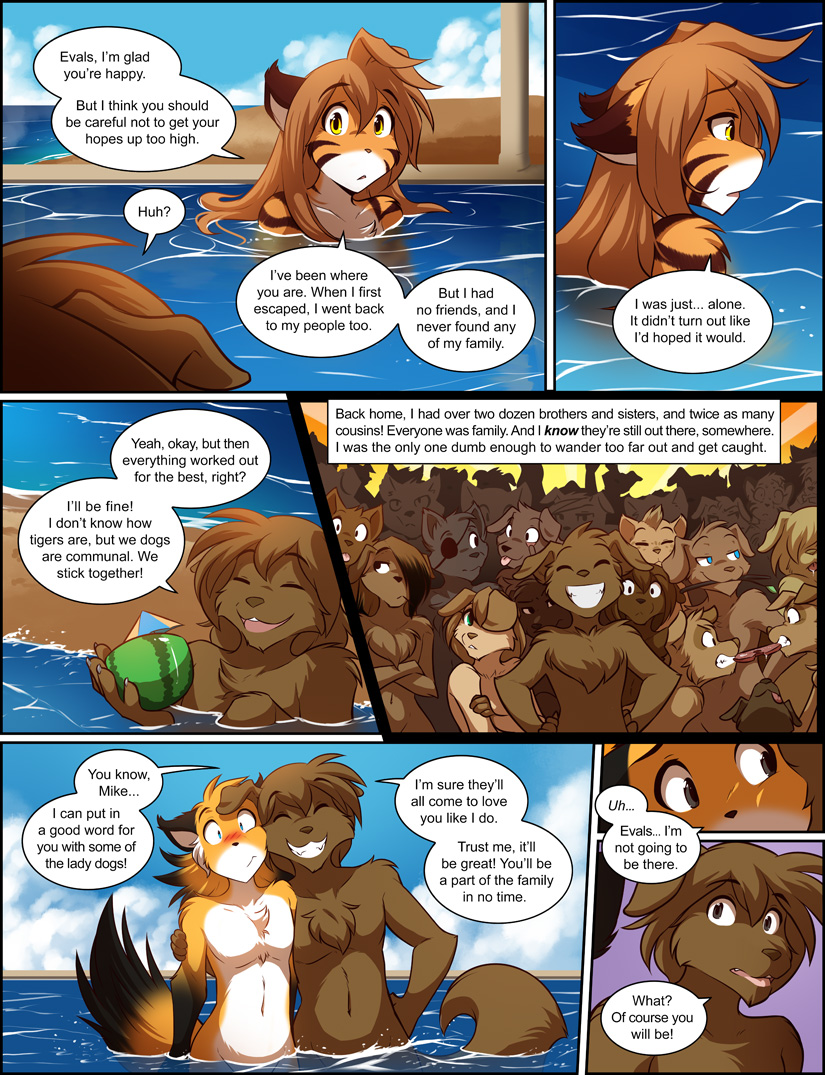 Evals, I'm glad
you're happy.
But I think you should
be careful not to get your
hopes up too high.
Huh?
I've been where
you are. When I first
escaped, I went back
to my people too.
But I had
no friends, and I
never found any
of my family.
I was just... alone.
It didn't turn out like
I'd hoped it would.
Yeah, okay, but then
everything worked out
for the best, right?
I'll be fine!
I don't know how
tigers are, but we dogs
are communal. We
stick together!
Back home, I had over two dozen brothers and sisters, and twice as many
cousins! Everyone was family. And I know they're still out there, somewhere.
I was the only one dumb enough to wander too far out and get caught.
You know,
Mike...
I can put in
a good word for
you with some of
the lady dogs!
I'm sure they'll
all come to love
you like I do.
Trust me, it'll
be great! You'll be
a part of the family
in no time.
Uh...
Evals... I'm
not going to
be there.
What?
Of course you
will be!